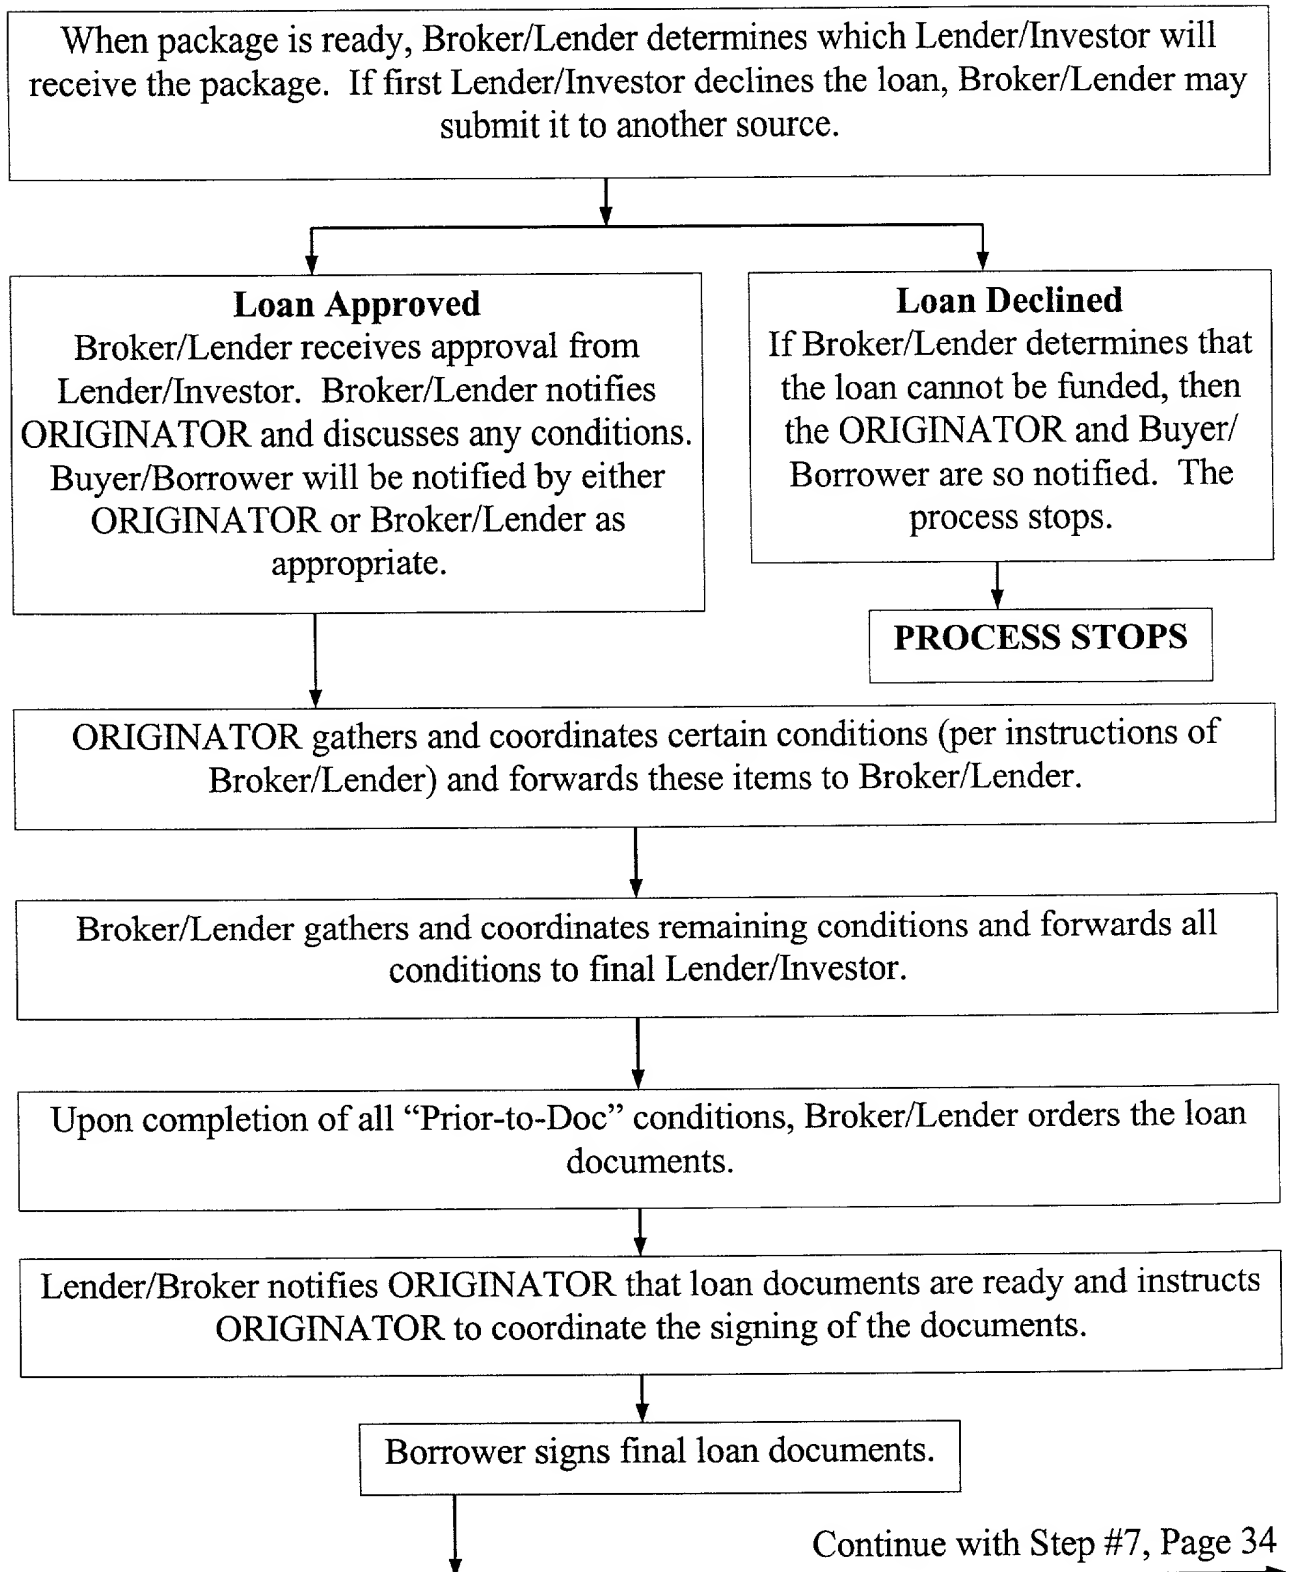 When package is ready, Broker/Lender determines which Lender/Investor will
receive the package. If first Lender/Investor declines the loan, Broker/Lender may
submit it to another source.
Loan Approved
Broker/Lender receives approval from
Lender/Investor. Broker/Lender notifies
ORIGINATOR and discusses any conditions.
Buyer/Borrower will be notified by either
ORIGINATOR or Broker/Lender as
appropriate.
Loan Declined
If Broker/Lender determines that
the loan cannot be funded, then
the ORIGINATOR and Buyer/
Borrower are so notified. The
process stops.
PROCESS STOPS
ORIGINATOR gathers and coordinates certain conditions (per instructions of
Broker/Lender) and forwards these items to Broker/Lender.
Broker/Lender gathers and coordinates remaining conditions and forwards all
conditions to final Lender/Investor.
Upon completion of all “Prior-to-Doc” conditions, Broker/Lender orders the loan
documents.
Lender/Broker notifies ORIGINATOR that loan documents are ready and instructs
ORIGINATOR to coordinate the signing of the documents.
Borrower signs final loan documents.
Continue with Step #7, Page 34